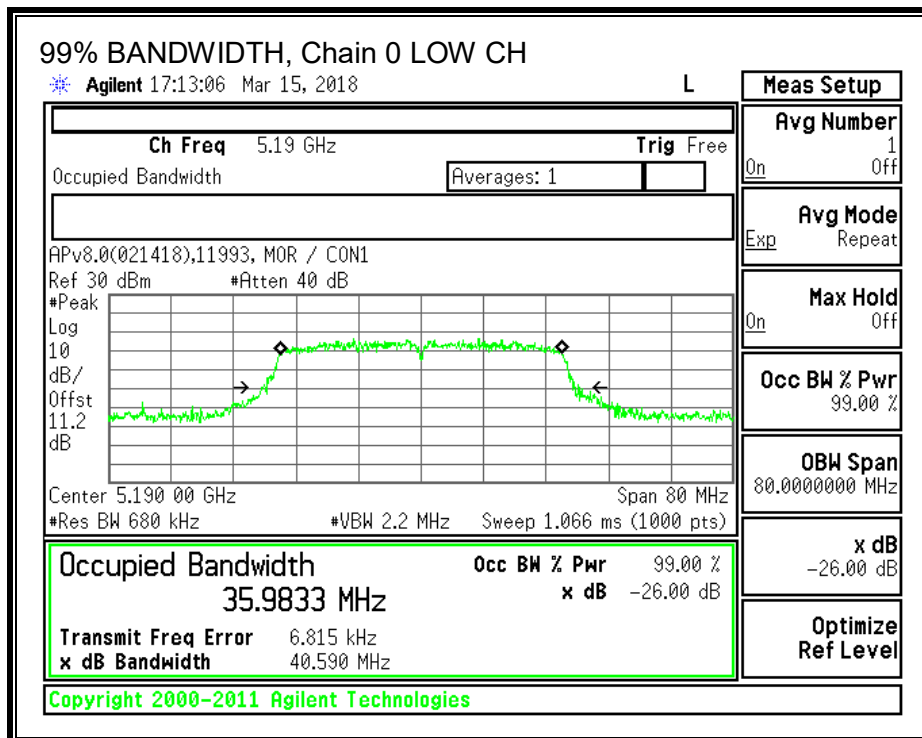 99% BANDWIDTH, Chain 0 LOW CH
Agilent 17:13:06 Mar 15, 2018 L
Meas Setup
Ch Freq 5.19 GHz Trig Free
Occupied Bandwidth Averages: 1
APv8.0(021418),11993, MOR / CON1
Ref 30 dBm #Atten 40 dB
#Peak
Log
10
dB/
Offst
11.2
dB
Center 5.190 00 GHz Span 80 MHz
#Res BW 680 kHz #VBW 2.2 MHz Sweep 1.066 ms (1000 pts)
Occupied Bandwidth Occ BW % Pwr 99.00 %
35.9833 MHz x dB -26.00 dB
Transmit Freq Error 6.815 kHz
x dB Bandwidth 40.590 MHz
Avg Number
1
On Off
Avg Mode
Exp Repeat
Max Hold
On Off
Occ BW % Pwr
99.00 %
OBW Span
80.0000000 MHz
x dB
-26.00 dB
Optimize
Ref Level
Copyright 2000-2011 Agilent Technologies